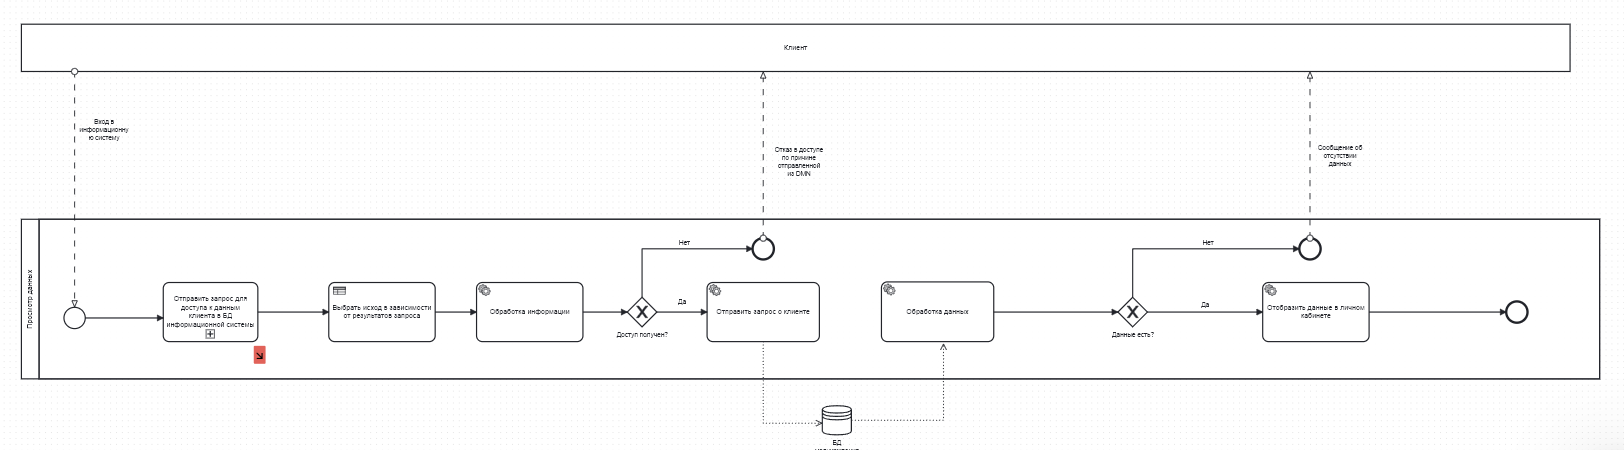 Клиент
Вход в
информационну
ю систему
Отказ в доступе
по причине
отправленной
из DMN
Сообщение об
отсутствии
данных
Просмотр данных
Отправить запрос для
доступа к данным
клиента в БД
информационной системы
Выбрать исход в зависимости
от результатов запроса
Обработка информации
Нет
Да
Доступ получен?
Отправить запрос о клиенте
Обработка данных
Нет
Да
Данные есть?
Отобразить данные в личном
кабинете
БД